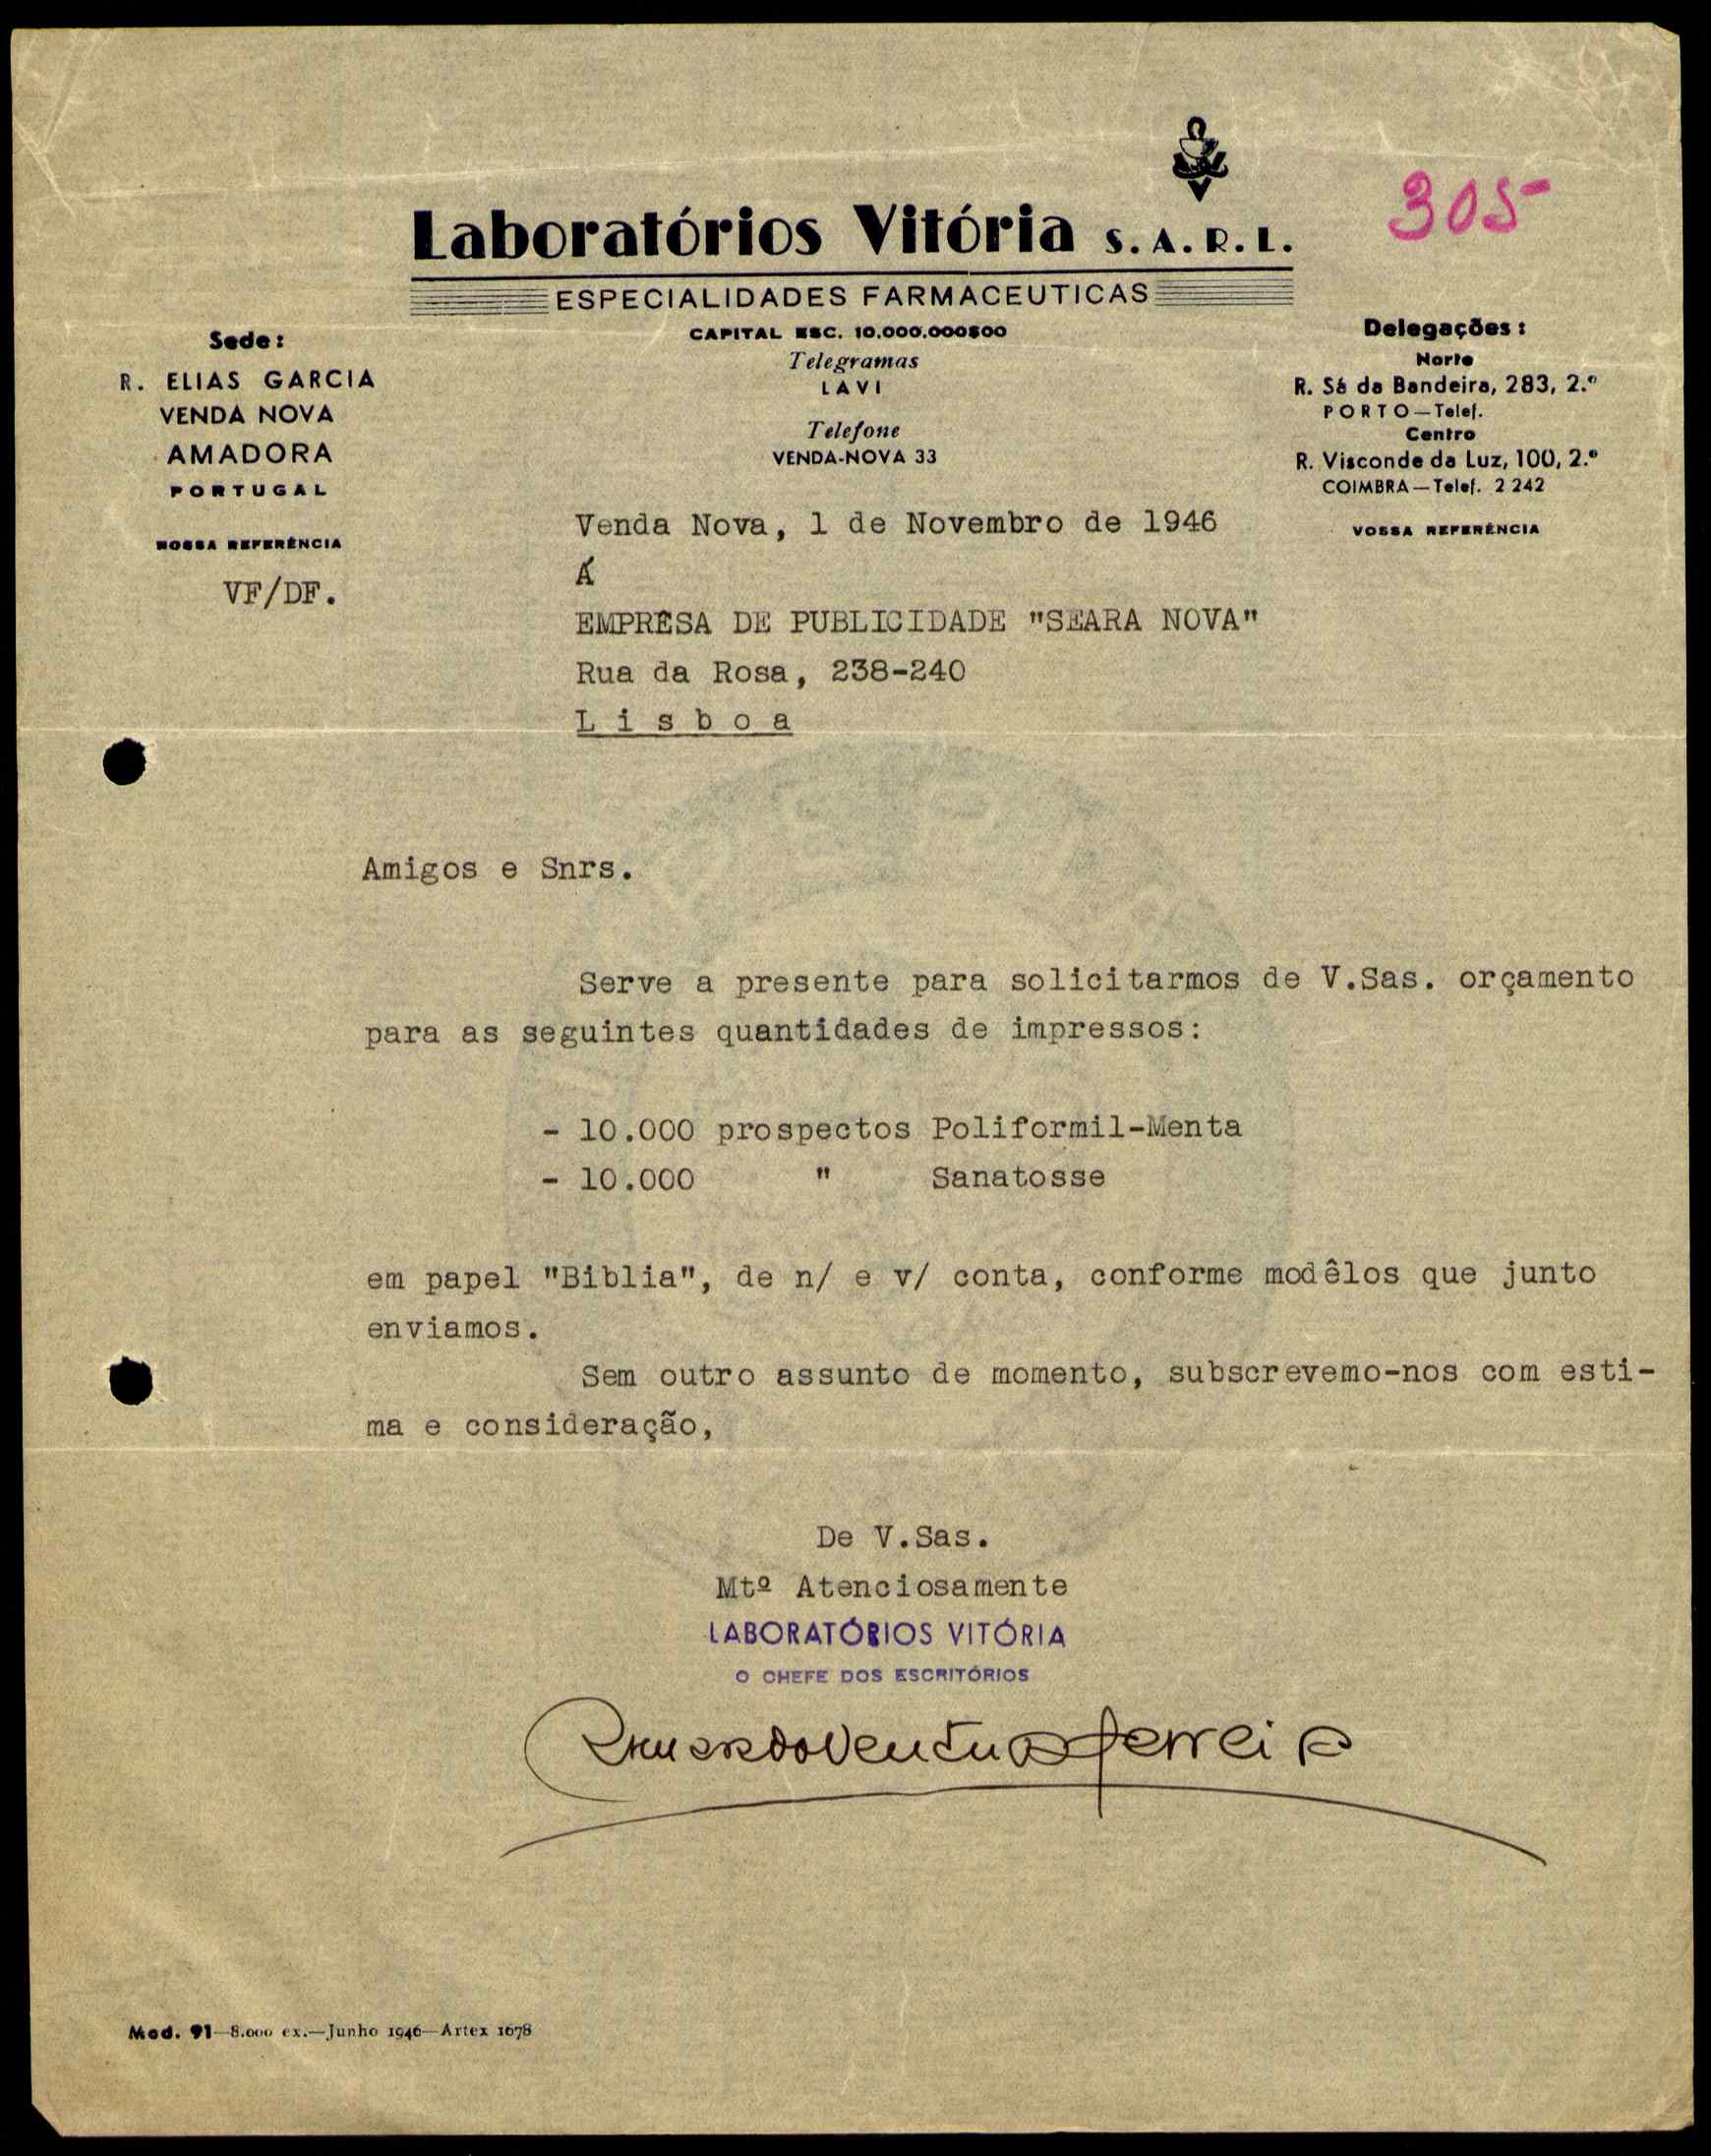 305
Laboratórios Vitória S. A. R. L.
ESPECIALIDADES FARMACEUTICAS
CAPITAL ESC. 10.000.000$00
Telegramas
LAVI
Telefone
VENDA-NOVA 33
Sede:
R. ELIAS GARCIA
VENDA NOVA
AMADORA
PORTUGAL
NOSSA REFERÊNCIA
VF/DF.
Delegações:
Norte
R. Sá da Bandeira, 283, 2.º
PORTO—Telef.
Centro
R. Visconde da Luz, 100, 2.º
COIMBRA—Telef. 2 242
VOSSA REFERÊNCIA
Venda Nova, 1 de Novembro de 1946
Á
EMPRESA DE PUBLICIDADE "SEARA NOVA"
Rua da Rosa, 238-240
L i s b o a
Amigos e Snrs.
Serve a presente para solicitarmos de V.Sas. orçamento
para as seguintes quantidades de impressos:
- 10.000 prospectos Poliformil-Menta
- 10.000 " Sanatosse
em papel "Biblia", de n/ e v/ conta, conforme modêlos que junto
enviamos.
Sem outro assunto de momento, subscrevemo-nos com esti-
ma e consideração,
De V.Sas.
Mtº Atenciosamente
LABORATÓRIOS VITÓRIA
O CHEFE DOS ESCRITÓRIOS
Ventura Ferreira
Mod. 91—8.000 ex.—Junho 1946—Artex 1678